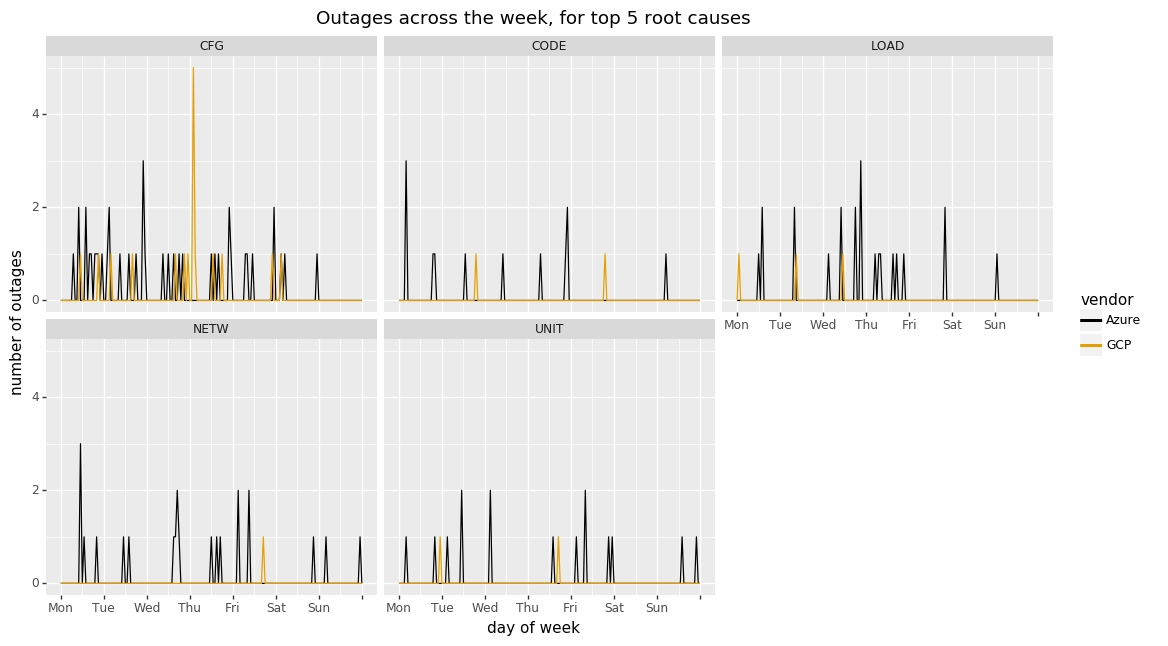 Outages across the week, for top 5 root causes
CFG
CODE
LOAD
4
2
0
Mon
Tue
Wed
Thu
Fri
Sat
Sun
NETW
UNIT
4
2
0
Mon
Tue
Wed
Thu
Fri
Sat
Sun
Mon
Tue
Wed
Thu
Fri
Sat
Sun
number of outages
day of week
vendor
Azure
GCP